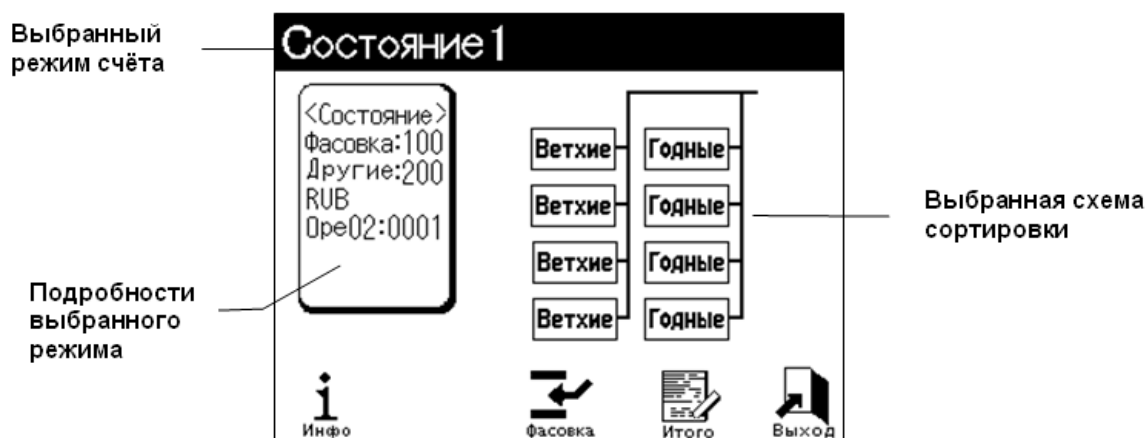 Выбранный
режим счёта
Состояние1
<Состояние>
Фасовка:100
Другие:200
RUB
Ope02:0001
Ветхие Годные
Ветхие Годные
Ветхие Годные
Ветхие Годные
Выбранная схема
сортировки
Подробности
выбранного
режима
Инфо Фасовка Итого Выход